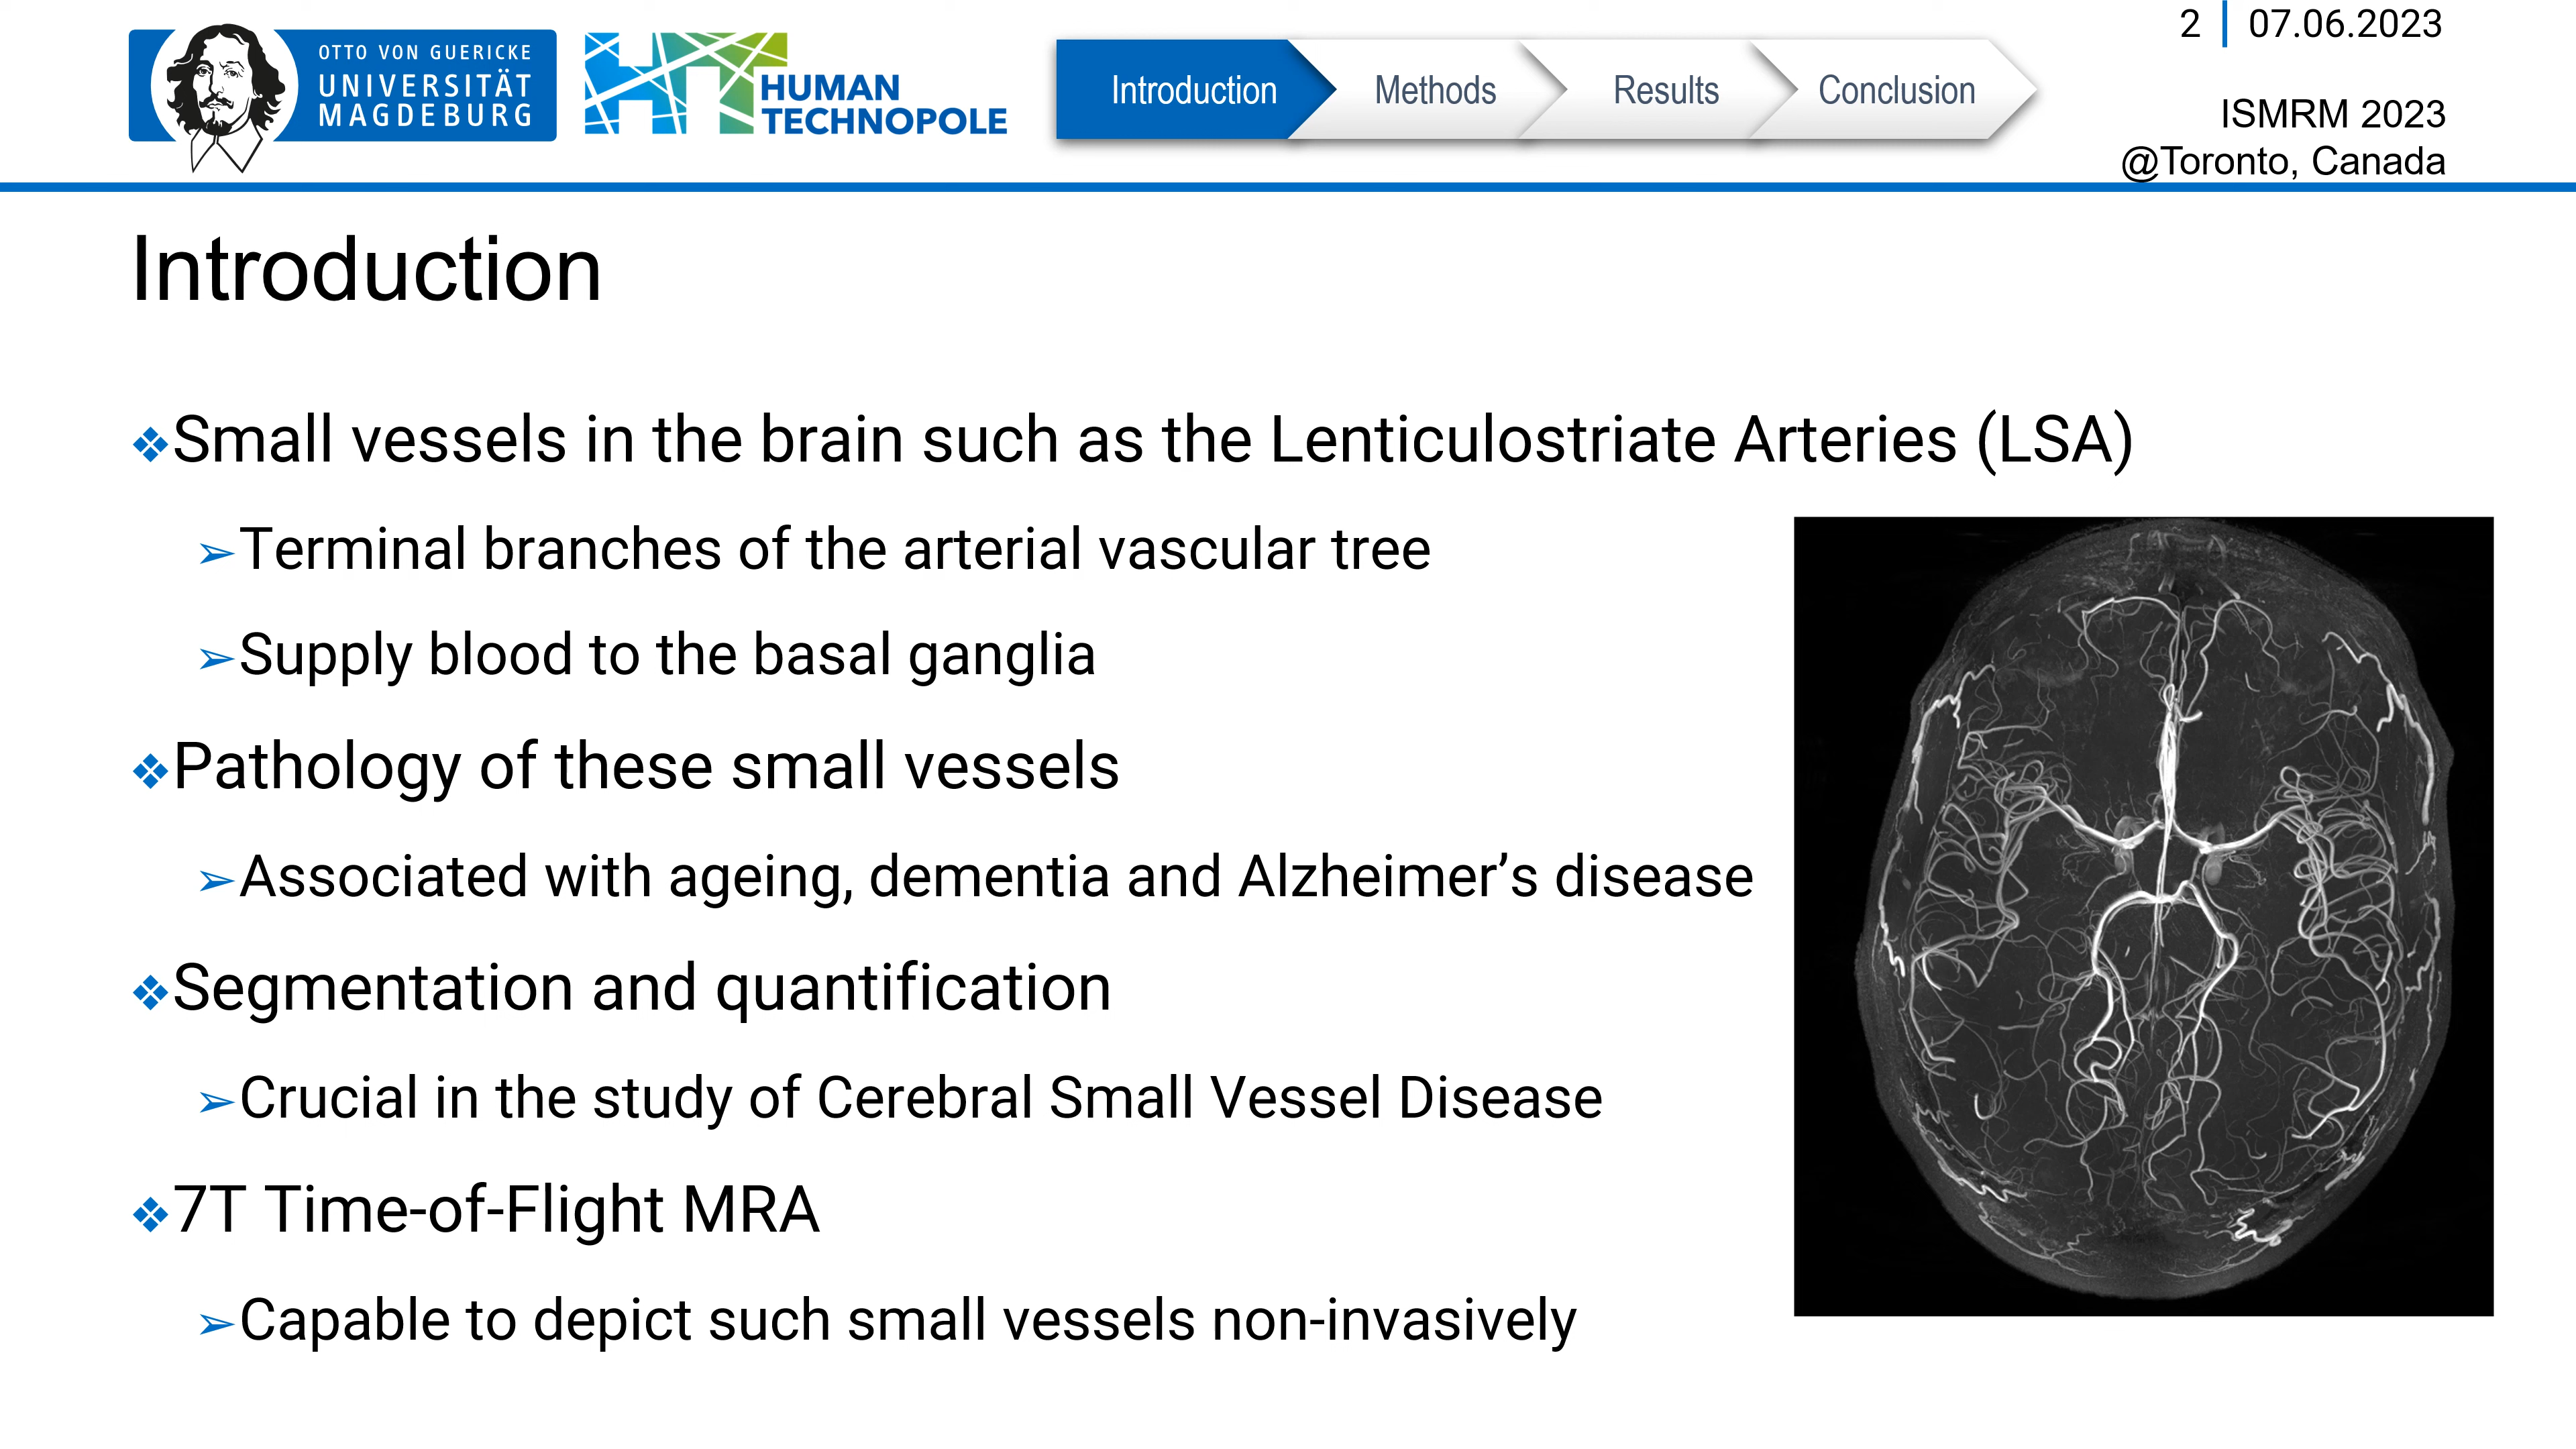 OTTO VON GUERICKE
UNIVERSITÄT
MAGDEBURG
HUMAN
TECHNOPOLE
Introduction
Methods
Results
Conclusion
2 | 07.06.2023
ISMRM 2023
@Toronto, Canada
Introduction
❖Small vessels in the brain such as the Lenticulostriate Arteries (LSA)
➢Terminal branches of the arterial vascular tree
➢Supply blood to the basal ganglia
❖Pathology of these small vessels
➢Associated with ageing, dementia and Alzheimer’s disease
❖Segmentation and quantification
➢Crucial in the study of Cerebral Small Vessel Disease
❖7T Time-of-Flight MRA
➢Capable to depict such small vessels non-invasively